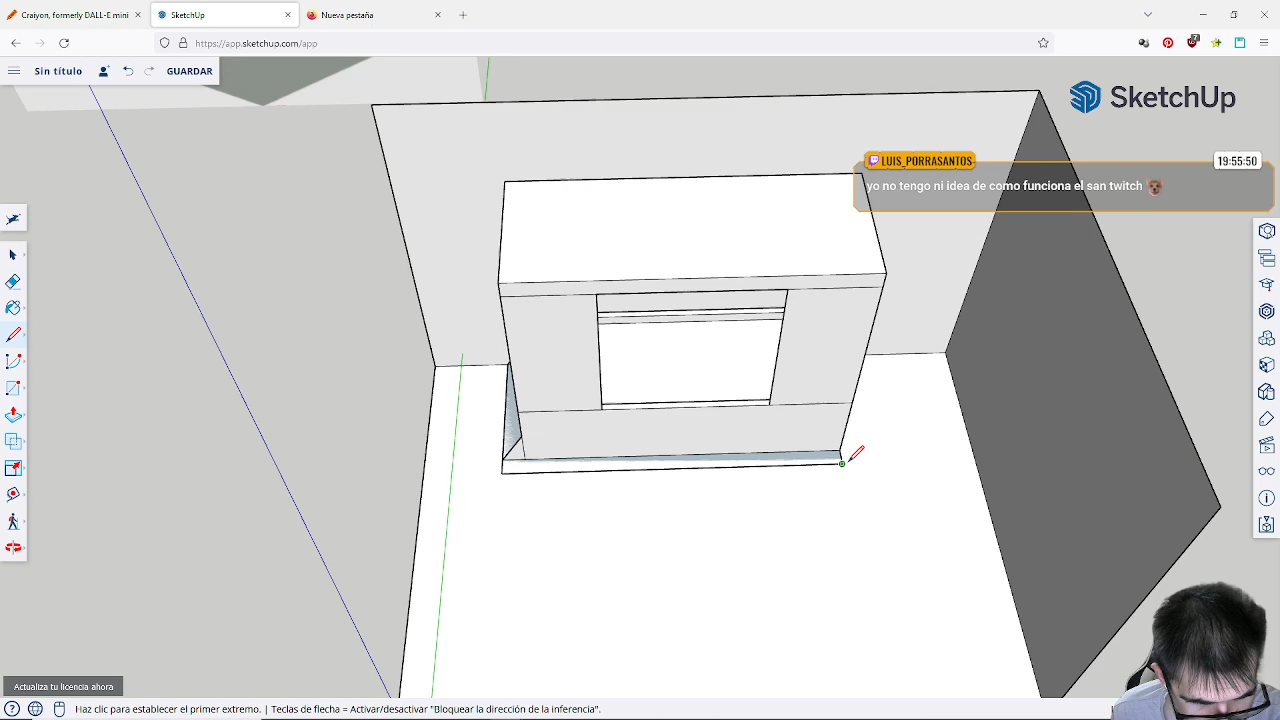 Crayon, formerly DALL-E mini
SketchUp
Nueva pestaña
https://app.sketchup.com/app
7
Sin título
GUARDAR
SketchUp
LUIS_PORRASANTOS
19:55:50
yo no tengo ni idea de como funciona el san twitch
Actualiza tu licencia ahora
Haz clic para establecer el primer extremo. | Teclas de flecha = Activar/desactivar "Bloquear la dirección de la inferencia".